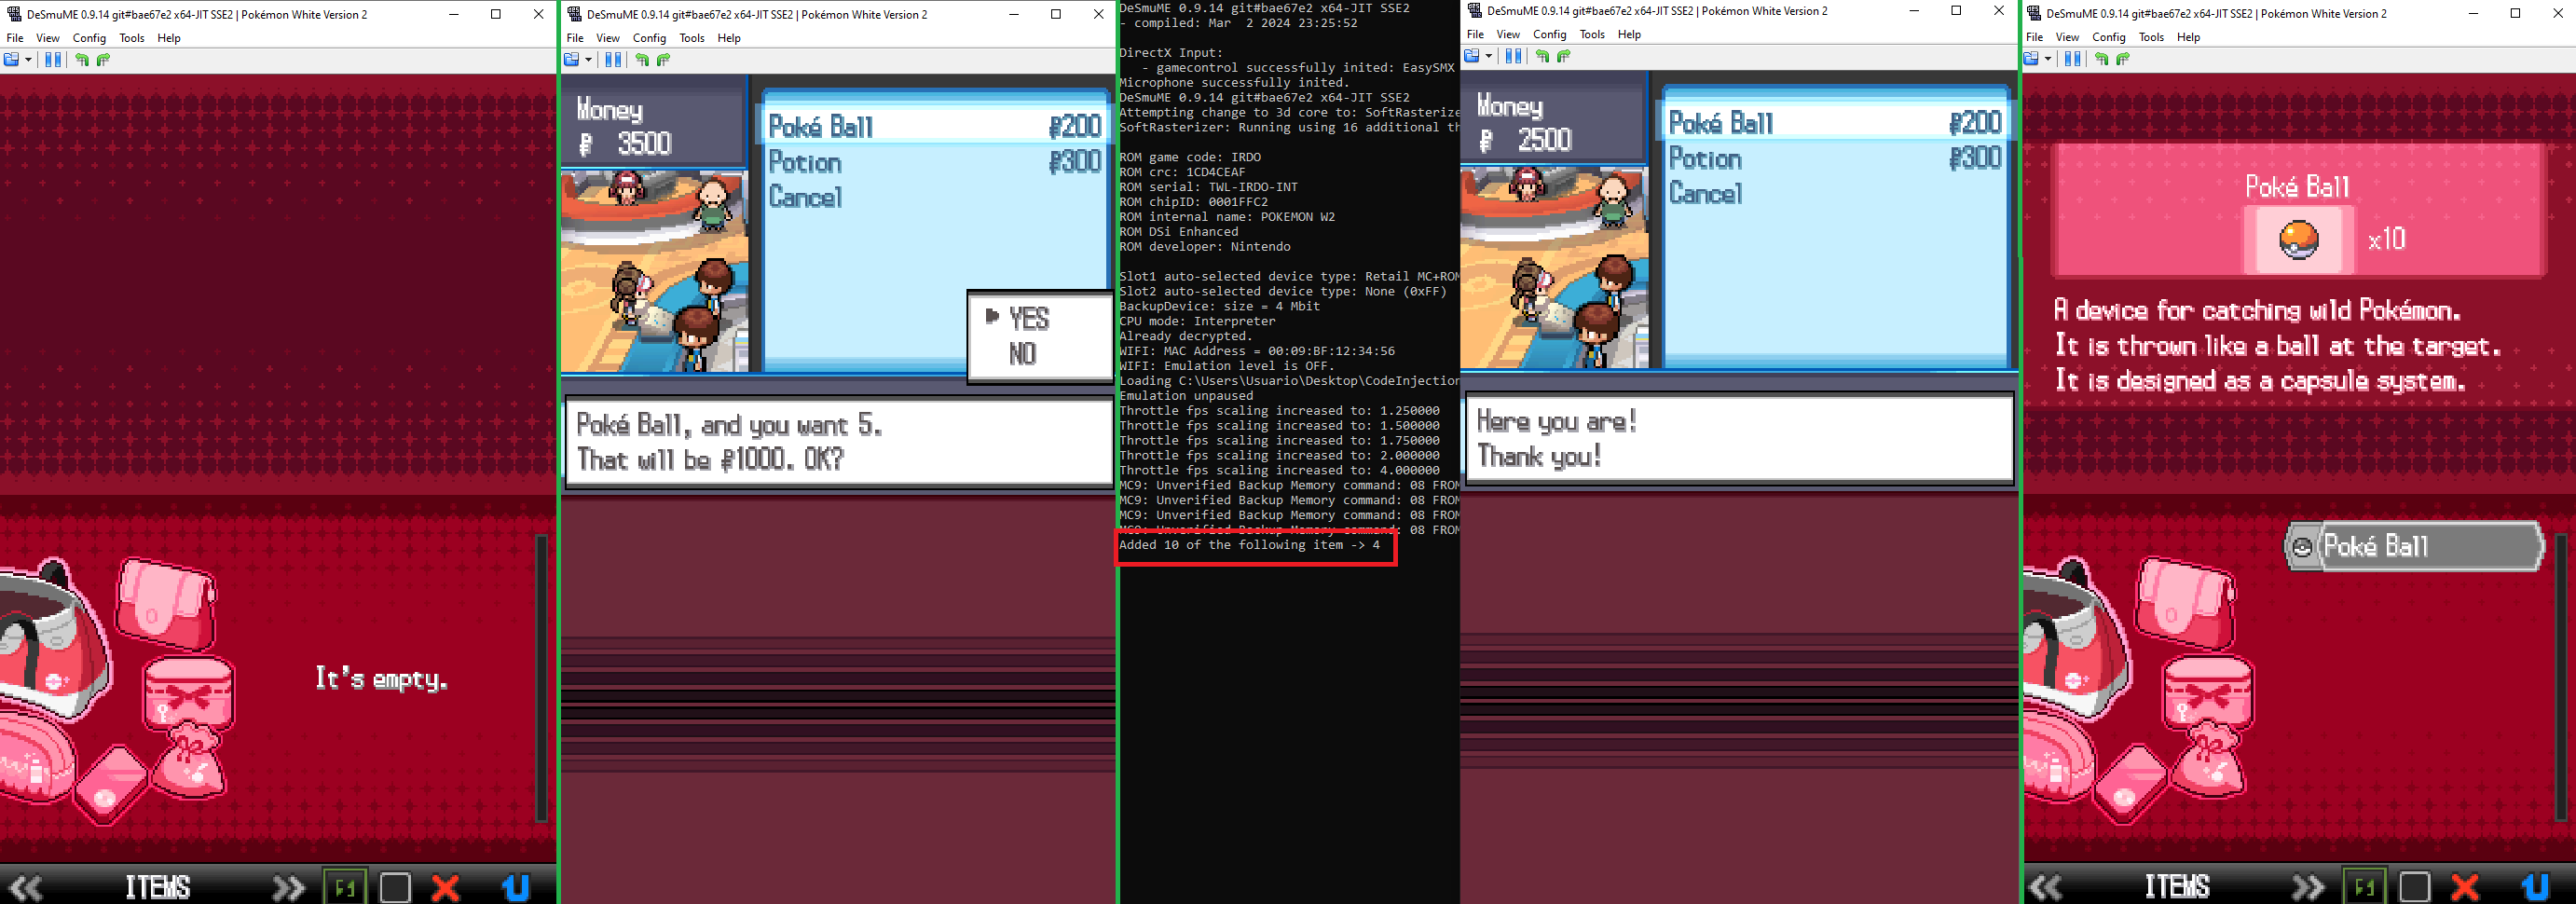 DeSmuME 0.9.14 git#bae67e2 x64-JIT SSE2 | Pokémon White Version 2
File View Config Tools Help
It's empty.
ITEMS
DeSmuME 0.9.14 git#bae67e2 x64-JIT SSE2 | Pokémon White Version 2
File View Config Tools Help
Money
3500
Poké Ball 200
Potion 300
Cancel
YES
NO
Poké Ball, and you want 5.
That will be 1000. OK?
DeSmuME 0.9.14 git#bae67e2 x64-JIT SSE2
- compiled: Mar 2 2024 23:25:52
DirectX Input:
- gamecontrol successfully inited: EasySMX
Microphone successfully inited.
DeSmuME 0.9.14 git#bae67e2 x64-JIT SSE2
Attempting change to 3d core to: SoftRasterize
SoftRasterizer: Running using 16 additional th
ROM game code: IRDO
ROM crc: 1CD4CEAF
ROM serial: TWL-IRDO-INT
ROM chipID: 0001FFC2
ROM internal name: POKEMON W2
ROM DSi Enhanced
ROM developer: Nintendo
Slot1 auto-selected device type: Retail MC+ROM
Slot2 auto-selected device type: None (0xFF)
BackupDevice: size = 4 Mbit
CPU mode: Interpreter
Already decrypted.
WIFI: MAC Address = 00:09:BF:12:34:56
WIFI: Emulation level is OFF.
Loading C:\Users\Usuario\Desktop\CodeInjection
Emulation unpaused
Throttle fps scaling increased to: 1.250000
Throttle fps scaling increased to: 1.500000
Throttle fps scaling increased to: 1.750000
Throttle fps scaling increased to: 2.000000
Throttle fps scaling increased to: 4.000000
MC9: Unverified Backup Memory command: 08 FROM
MC9: Unverified Backup Memory command: 08 FROM
MC9: Unverified Backup Memory command: 08 FROM
MC9: Unverified Backup Memory command: 08 FROM
Added 10 of the following item -> 4
DeSmuME 0.9.14 git#bae67e2 x64-JIT SSE2 | Pokémon White Version 2
File View Config Tools Help
Money
2500
Poké Ball 200
Potion 300
Cancel
Here you are!
Thank you!
DeSmuME 0.9.14 git#bae67e2 x64-JIT SSE2 | Pokémon White Version 2
File View Config Tools Help
Poké Ball
x10
A device for catching wild Pokémon.
It is thrown like a ball at the target.
It is designed as a capsule system.
Poké Ball
ITEMS